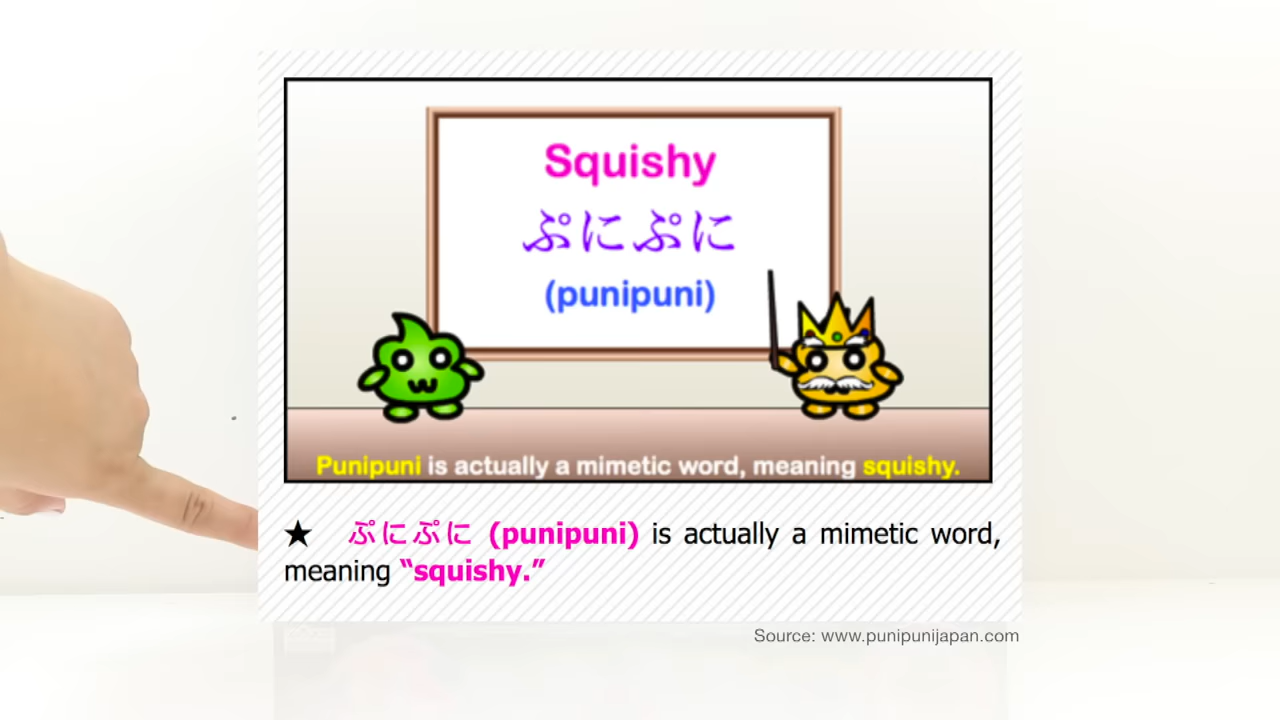 Squishy
ぷにぷに
(punipuni)
Punipuni is actually a mimetic word, meaning squishy.
★ ぷにぷに (punipuni) is actually a mimetic word,
meaning “squishy.”
Source: www.punipunijapan.com